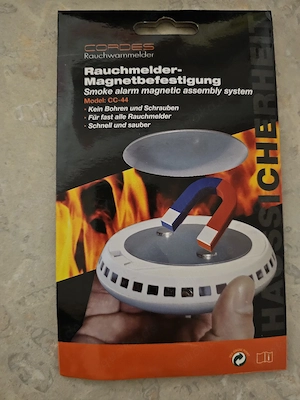 CORDES
Rauchwarnmelder
Rauchmelder-
Magnetbefestigung
Smoke alarm magnetic assembly system
Model: CC-44
· Kein Bohren und Schrauben
· Für fast alle Rauchmelder
· Schnell und sauber
HAUSSICHERHEIT